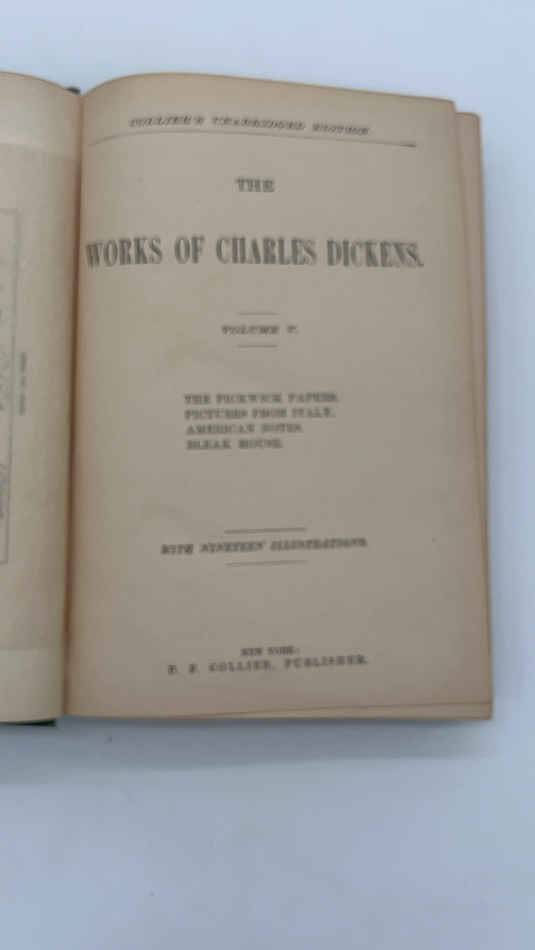 COLLIER'S UNABRIDGED EDITION
THE
WORKS OF CHARLES DICKENS.
VOLUME V.
THE PICKWICK PAPERS.
PICTURES FROM ITALY.
AMERICAN NOTES.
BLEAK HOUSE.
WITH NINETEEN ILLUSTRATIONS.
NEW YORK:
P. F. COLLIER, PUBLISHER.